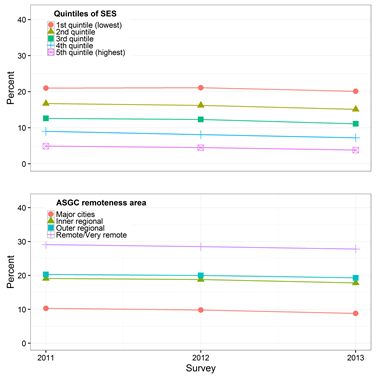 Quintiles of SES
1st quintile (lowest)
2nd quintile
3rd quintile
4th quintile
5th quintile (highest)
40
30
20
10
0
Percent
ASGC remoteness area
Major cities
Inner regional
Outer regional
Remote/Very remote
40
30
20
10
0
Percent
2011
2012
2013
Survey